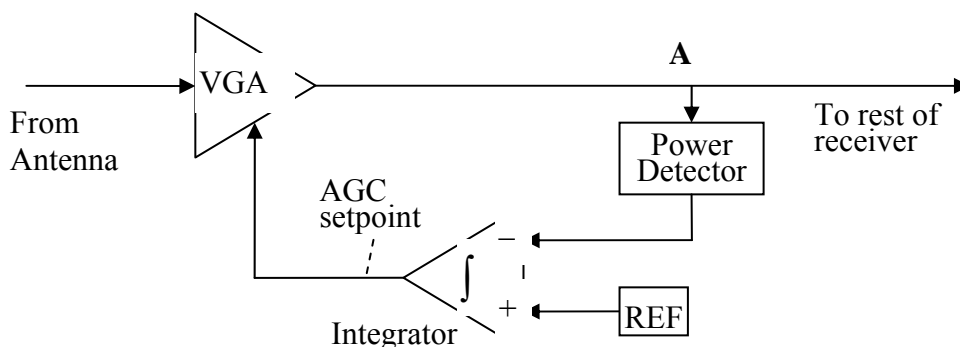 A
VGA
From
Antenna
To rest of
receiver
Power
Detector
AGC
setpoint
−
∫
+
REF
Integrator